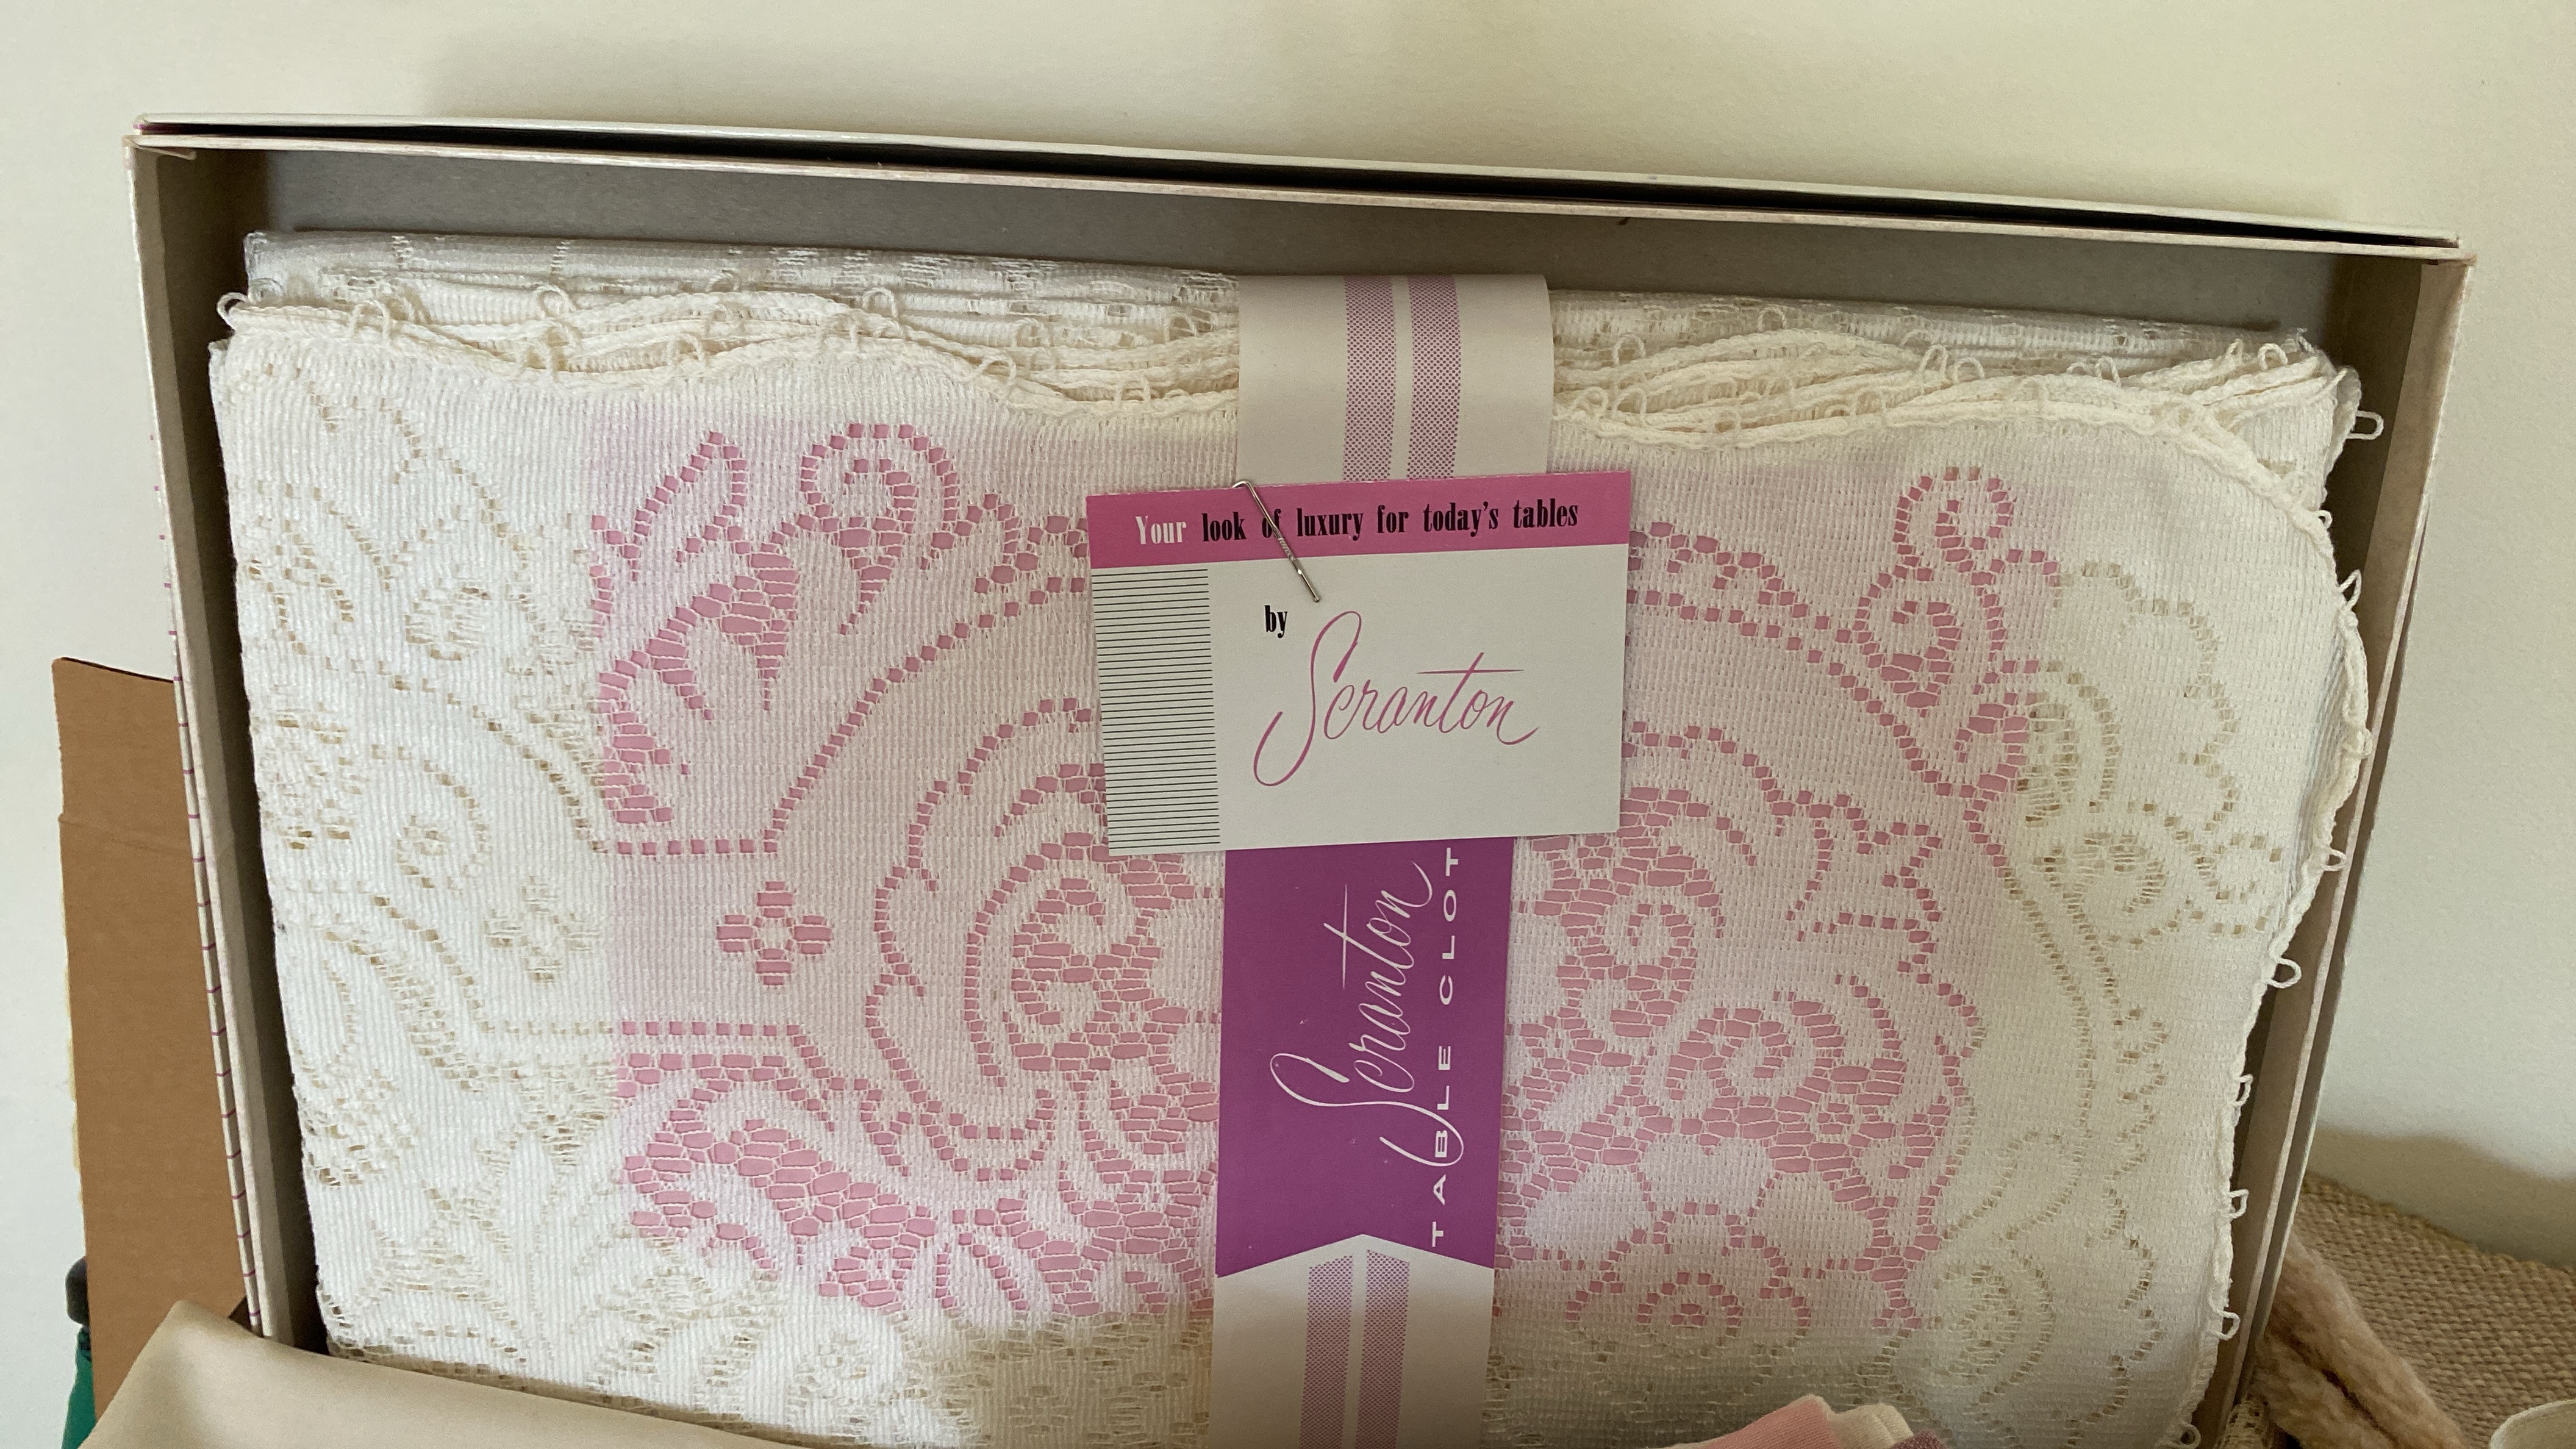 Your look of luxury for today's tables
by
Scranton
Scranton
TABLE CLOT